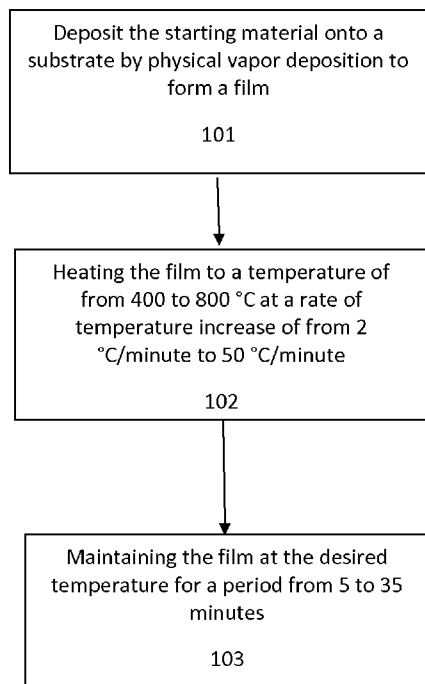 Deposit the starting material onto a
substrate by physical vapor deposition to
form a film
101
Heating the film to a temperature of
from 400 to 800 °C at a rate of
temperature increase of from 2
°C/minute to 50 °C/minute
102
Maintaining the film at the desired
temperature for a period from 5 to 35
minutes
103